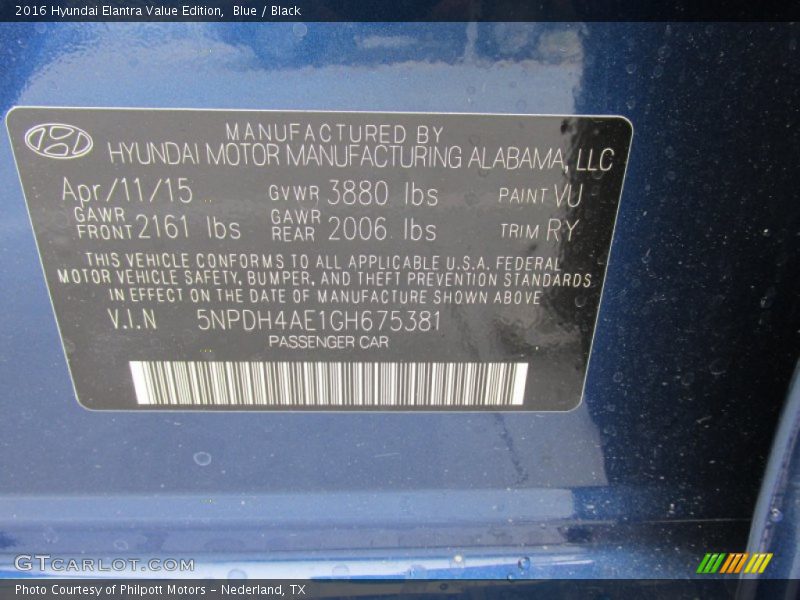 2016 Hyundai Elantra Value Edition,  Blue / Black
MANUFACTURED BY
HYUNDAI MOTOR MANUFACTURING ALABAMA, LLC
Apr/11/15 GVWR 3880 lbs PAINT VU
GAWR FRONT 2161 lbs GAWR REAR 2006 lbs TRIM RY
THIS VEHICLE CONFORMS TO ALL APPLICABLE U.S.A. FEDERAL
MOTOR VEHICLE SAFETY, BUMPER, AND THEFT PREVENTION STANDARDS
IN EFFECT ON THE DATE OF MANUFACTURE SHOWN ABOVE
V.I.N 5NPDH4AE1GH675381
PASSENGER CAR
GTCARLOT.COM
Photo Courtesy of Philpott Motors - Nederland, TX